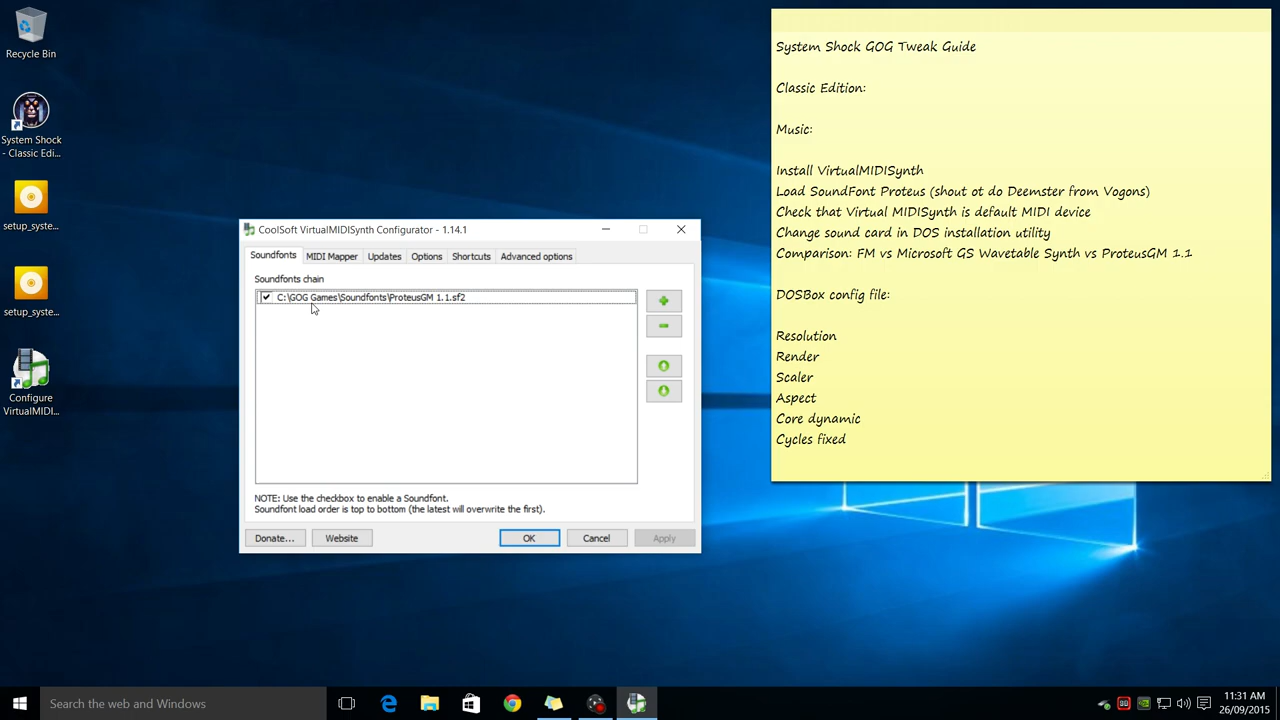 Recycle Bin
System Shock
- Classic Edi...
setup_syste...
setup_syste...
Configure
VirtualMIDI...
CoolSoft VirtualMIDISynth Configurator - 1.14.1
Soundfonts MIDI Mapper Updates Options Shortcuts Advanced options
Soundfonts chain
C:\GOG Games\Soundfonts\ProteusGM 1.1.sf2
NOTE: Use the checkbox to enable a Soundfont.
Soundfont load order is top to bottom (the latest will overwrite the first).
Donate... Website OK Cancel Apply
System Shock GOG Tweak Guide
Classic Edition:
Music:
Install VirtualMIDISynth
Load SoundFont Proteus (shout ot do Deemster from Vogons)
Check that Virtual MIDISynth is default MIDI device
Change sound card in DOS installation utility
Comparison: FM vs Microsoft GS Wavetable Synth vs ProteusGM 1.1
DOSBox config file:
Resolution
Render
Scaler
Aspect
Core dynamic
Cycles fixed
Search the web and Windows
11:31 AM
26/09/2015